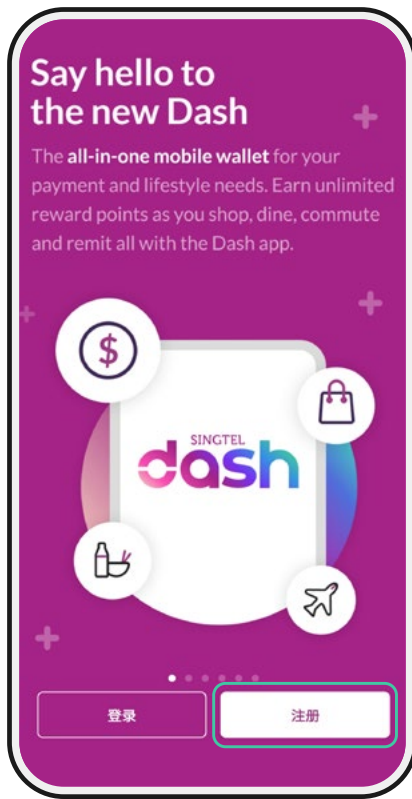 Say hello to
the new Dash
The all-in-one mobile wallet for your
payment and lifestyle needs. Earn unlimited
reward points as you shop, dine, commute
and remit all with the Dash app.
$
SINGTEL
dash
登录 注册